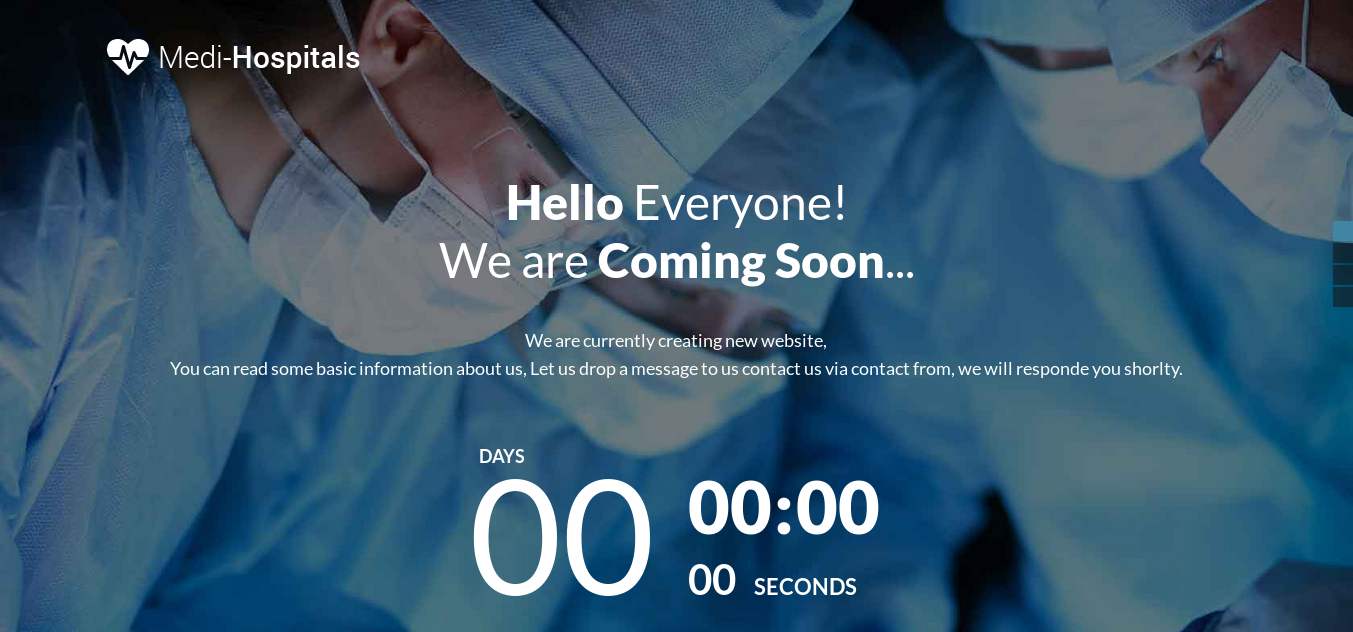 Medi-Hospitals
Hello Everyone!
We are Coming Soon...
We are currently creating new website,
You can read some basic information about us, Let us drop a message to us contact us via contact from, we will responde you shorlty.
DAYS
00
00:00
00 SECONDS